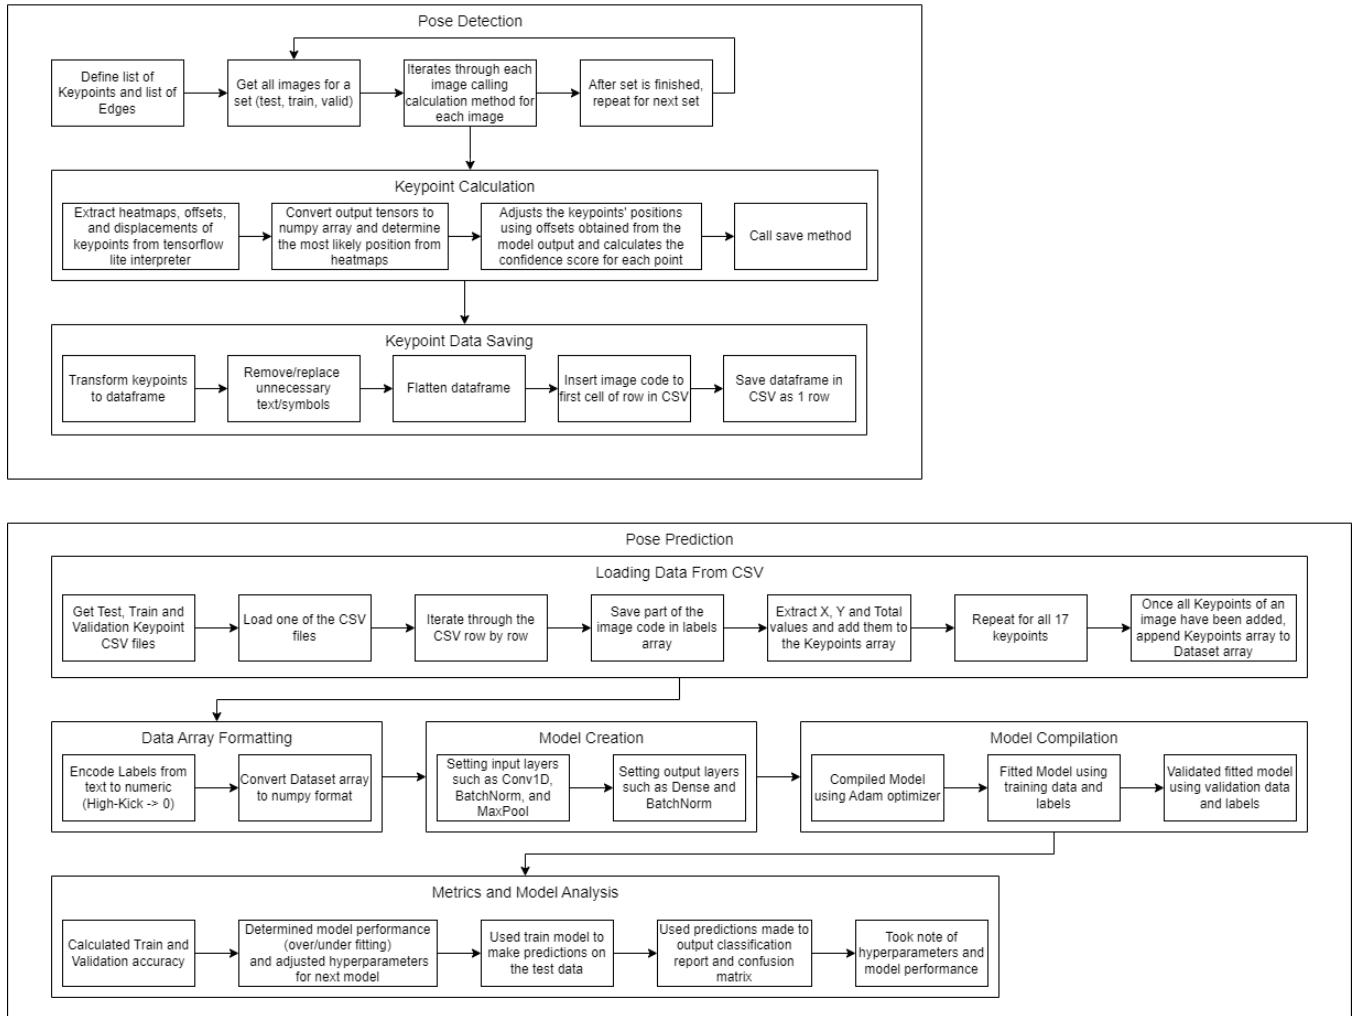 Pose Detection
Define list of
Keypoints and list of
Edges
Get all images for a
set (test, train, valid)
Iterates through each
image calling
calculation method for
each image
After set is finished,
repeat for next set
Keypoint Calculation
Extract heatmaps, offsets,
and displacements of
keypoints from tensorflow
lite interpreter
Convert output tensors to
numpy array and determine
the most likely position from
heatmaps
Adjusts the keypoints' positions
using offsets obtained from the
model output and calculates the
confidence score for each point
Call save method
Keypoint Data Saving
Transform keypoints
to dataframe
Remove/replace
unnecessary
text/symbols
Flatten dataframe
Insert image code to
first cell of row in CSV
Save dataframe in
CSV as 1 row
Pose Prediction
Loading Data From CSV
Get Test, Train and
Validation Keypoint
CSV files
Load one of the CSV
files
Iterate through the
CSV row by row
Save part of the
image code in labels
array
Extract X, Y and Total
values and add them to
the Keypoints array
Repeat for all 17
keypoints
Once all Keypoints of an
image have been added,
append Keypoints array to
Dataset array
Data Array Formatting
Encode Labels from
text to numeric
(High-Kick -> 0)
Convert Dataset array
to numpy format
Model Creation
Setting input layers
such as Conv1D,
BatchNorm, and
MaxPool
Setting output layers
such as Dense and
BatchNorm
Model Compilation
Compiled Model
using Adam optimizer
Fitted Model using
training data and
labels
Validated fitted model
using validation data
and labels
Metrics and Model Analysis
Calculated Train and
Validation accuracy
Determined model performance
(over/under fitting)
and adjusted hyperparameters
for next model
Used train model to
make predictions on
the test data
Used predictions made to
output classification
report and confusion
matrix
Took note of
hyperparameters and
model performance